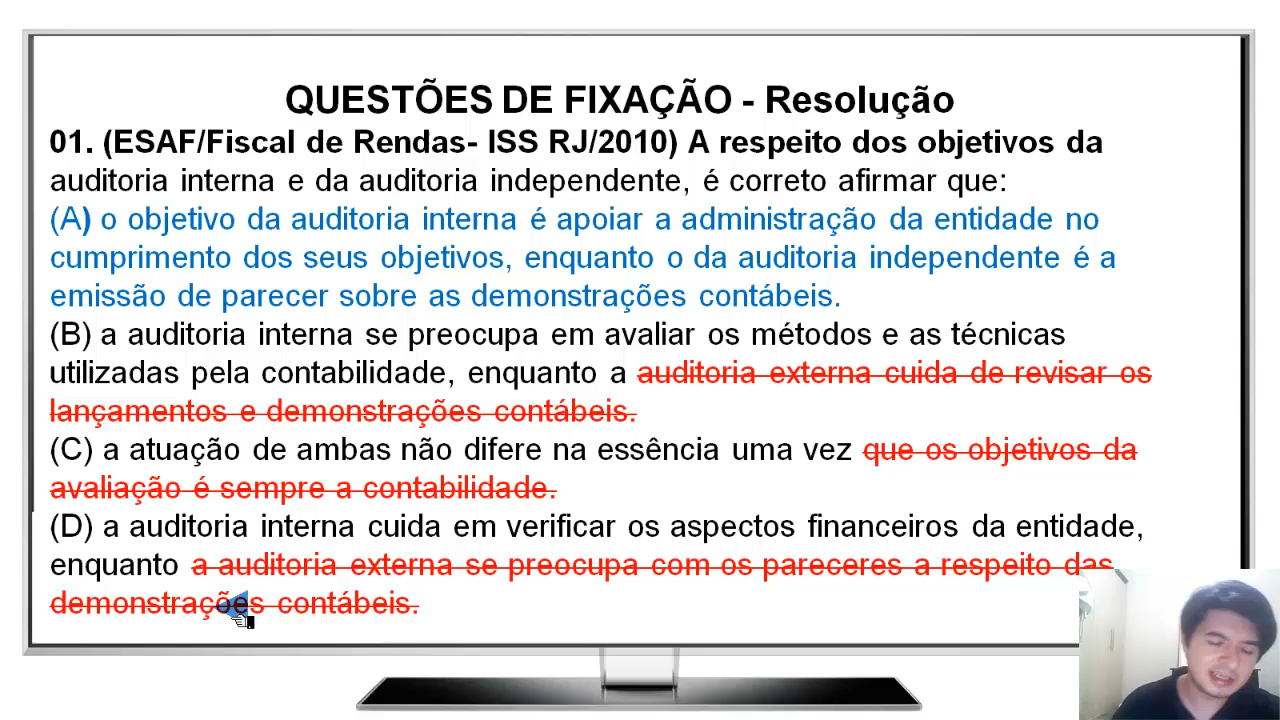 QUESTÕES DE FIXAÇÃO - Resolução
01. (ESAF/Fiscal de Rendas- ISS RJ/2010) A respeito dos objetivos da
auditoria interna e da auditoria independente, é correto afirmar que:
(A) o objetivo da auditoria interna é apoiar a administração da entidade no
cumprimento dos seus objetivos, enquanto o da auditoria independente é a
emissão de parecer sobre as demonstrações contábeis.
(B) a auditoria interna se preocupa em avaliar os métodos e as técnicas
utilizadas pela contabilidade, enquanto a auditoria externa cuida de revisar os
lançamentos e demonstrações contábeis.
(C) a atuação de ambas não difere na essência uma vez que os objetivos da
avaliação é sempre a contabilidade.
(D) a auditoria interna cuida em verificar os aspectos financeiros da entidade,
enquanto a auditoria externa se preocupa com os pareceres a respeito das
demonstrações contábeis.